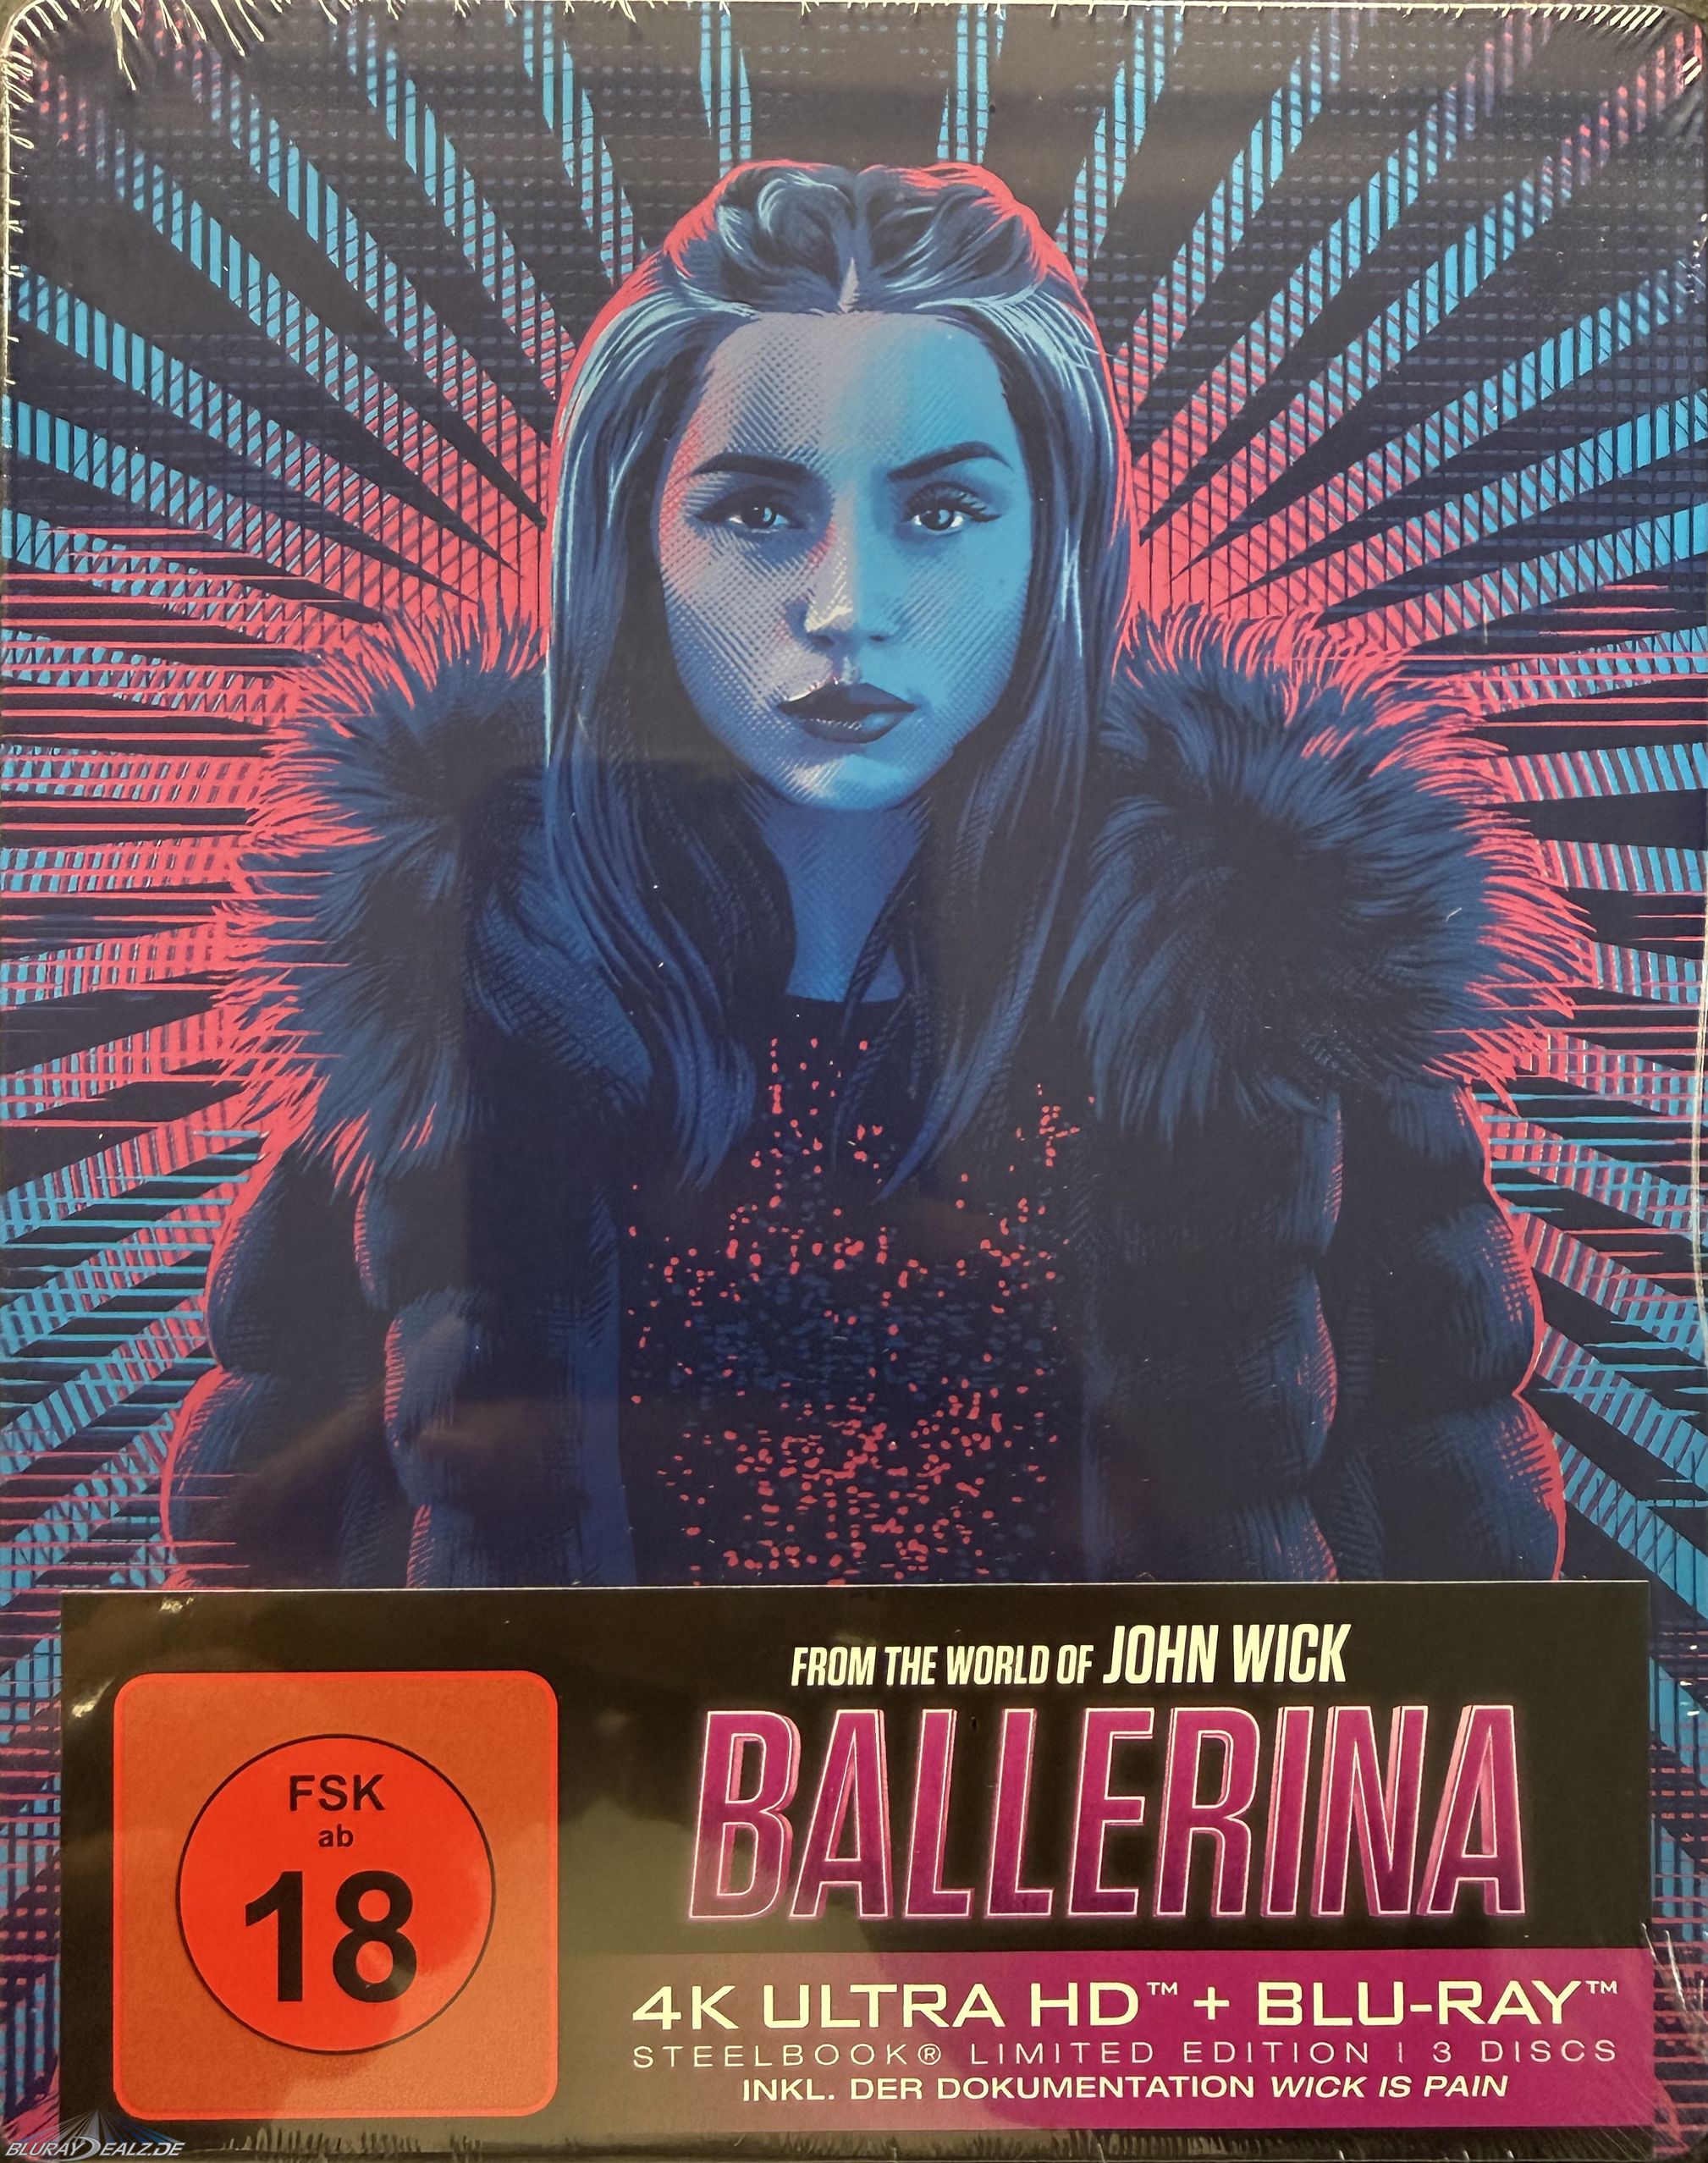 FROM THE WORLD OF JOHN WICK
BALLERINA
FSK
ab
18
4K ULTRA HD™ + BLU-RAY™
STEELBOOK® LIMITED EDITION | 3 DISCS
INKL. DER DOKUMENTATION WICK IS PAIN
BLURAYDEALZ.DE